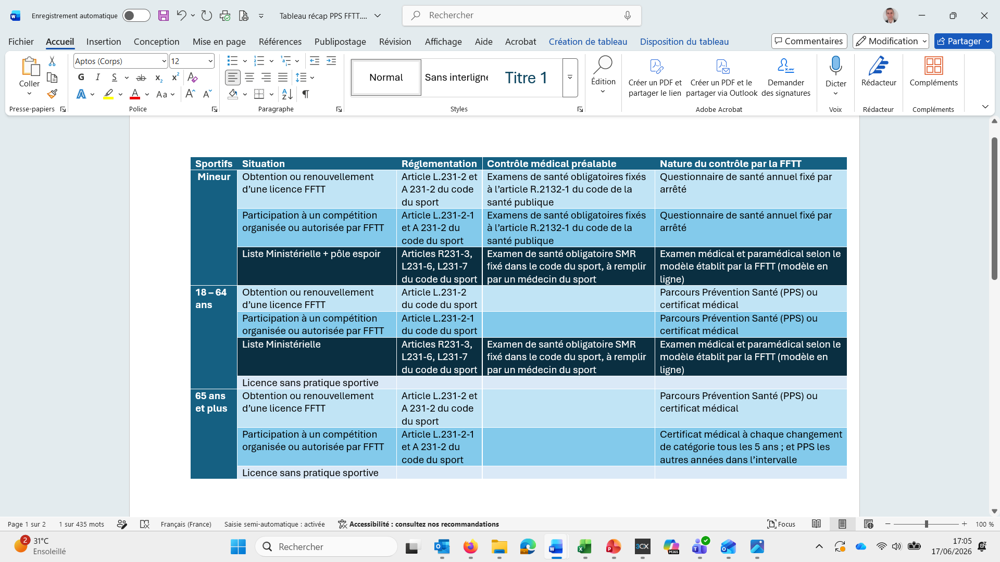 Enregistrement automatique
Tableau récap PPS FFTT....
Rechercher
Fichier Accueil Insertion Conception Mise en page Références Publipostage Révision Affichage Aide Acrobat Création de tableau Disposition du tableau
Commentaires Modification Partager
Coller
Presse-papiers
Aptos (Corps) 12
G I S ab x₂ x² A
A A Aa A A
Police
Paragraphe
Normal
Sans interligne
Titre 1
Styles
Édition
Créer un PDF et
partager le lien
Créer un PDF et le
partager via Outlook
Demander
des signatures
Adobe Acrobat
Dicter
Voix
Rédacteur
Rédacteur
Compléments
Compléments
Sportifs Situation Réglementation Contrôle médical préalable Nature du contrôle par la FFTT
Mineur
Obtention ou renouvellement
d’une licence FFTT
Article L.231-2 et
A 231-2 du code
du sport
Examens de santé obligatoires fixés
à l’article R.2132-1 du code de la
santé publique
Questionnaire de santé annuel fixé par
arrêté
Participation à un compétition
organisée ou autorisée par FFTT
Article L.231-2-1
et A 231-2 du
code du sport
Examens de santé obligatoires fixés
à l’article R.2132-1 du code de la
santé publique
Questionnaire de santé annuel fixé par
arrêté
Liste Ministérielle + pôle espoir
Articles R231-3,
L231-6, L231-7
du code du sport
Examen de santé obligatoire SMR
fixé dans le code du sport, à remplir
par un médecin du sport
Examen médical et paramédical selon le
modèle établit par la FFTT (modèle en
ligne)
18 – 64
ans
Obtention ou renouvellement
d’une licence FFTT
Article L.231-2
du code du sport
Parcours Prévention Santé (PPS) ou
certificat médical
Participation à un compétition
organisée ou autorisée par FFTT
Article L.231-2-1
du code du sport
Parcours Prévention Santé (PPS) ou
certificat médical
Liste Ministérielle
Articles R231-3,
L231-6, L231-7
du code du sport
Examen de santé obligatoire SMR
fixé dans le code du sport, à remplir
par un médecin du sport
Examen médical et paramédical selon le
modèle établit par la FFTT (modèle en
ligne)
Licence sans pratique sportive
65 ans
et plus
Obtention ou renouvellement
d’une licence FFTT
Article L.231-2 et
A 231-2 du code
du sport
Parcours Prévention Santé (PPS) ou
certificat médical
Participation à un compétition
organisée ou autorisée par FFTT
Article L.231-2-1
et A 231-2 du
code du sport
Certificat médical à chaque changement
de catégorie tous les 5 ans ; et PPS les
autres années dans l’intervalle
Licence sans pratique sportive
Page 1 sur 2 1 sur 435 mots Français (France) Saisie semi-automatique : activée Accessibilité : consultez nos recommandations Focus 100 %
2
31°C
Ensoleillé
Rechercher
3CX
M365
17:05
17/06/2026